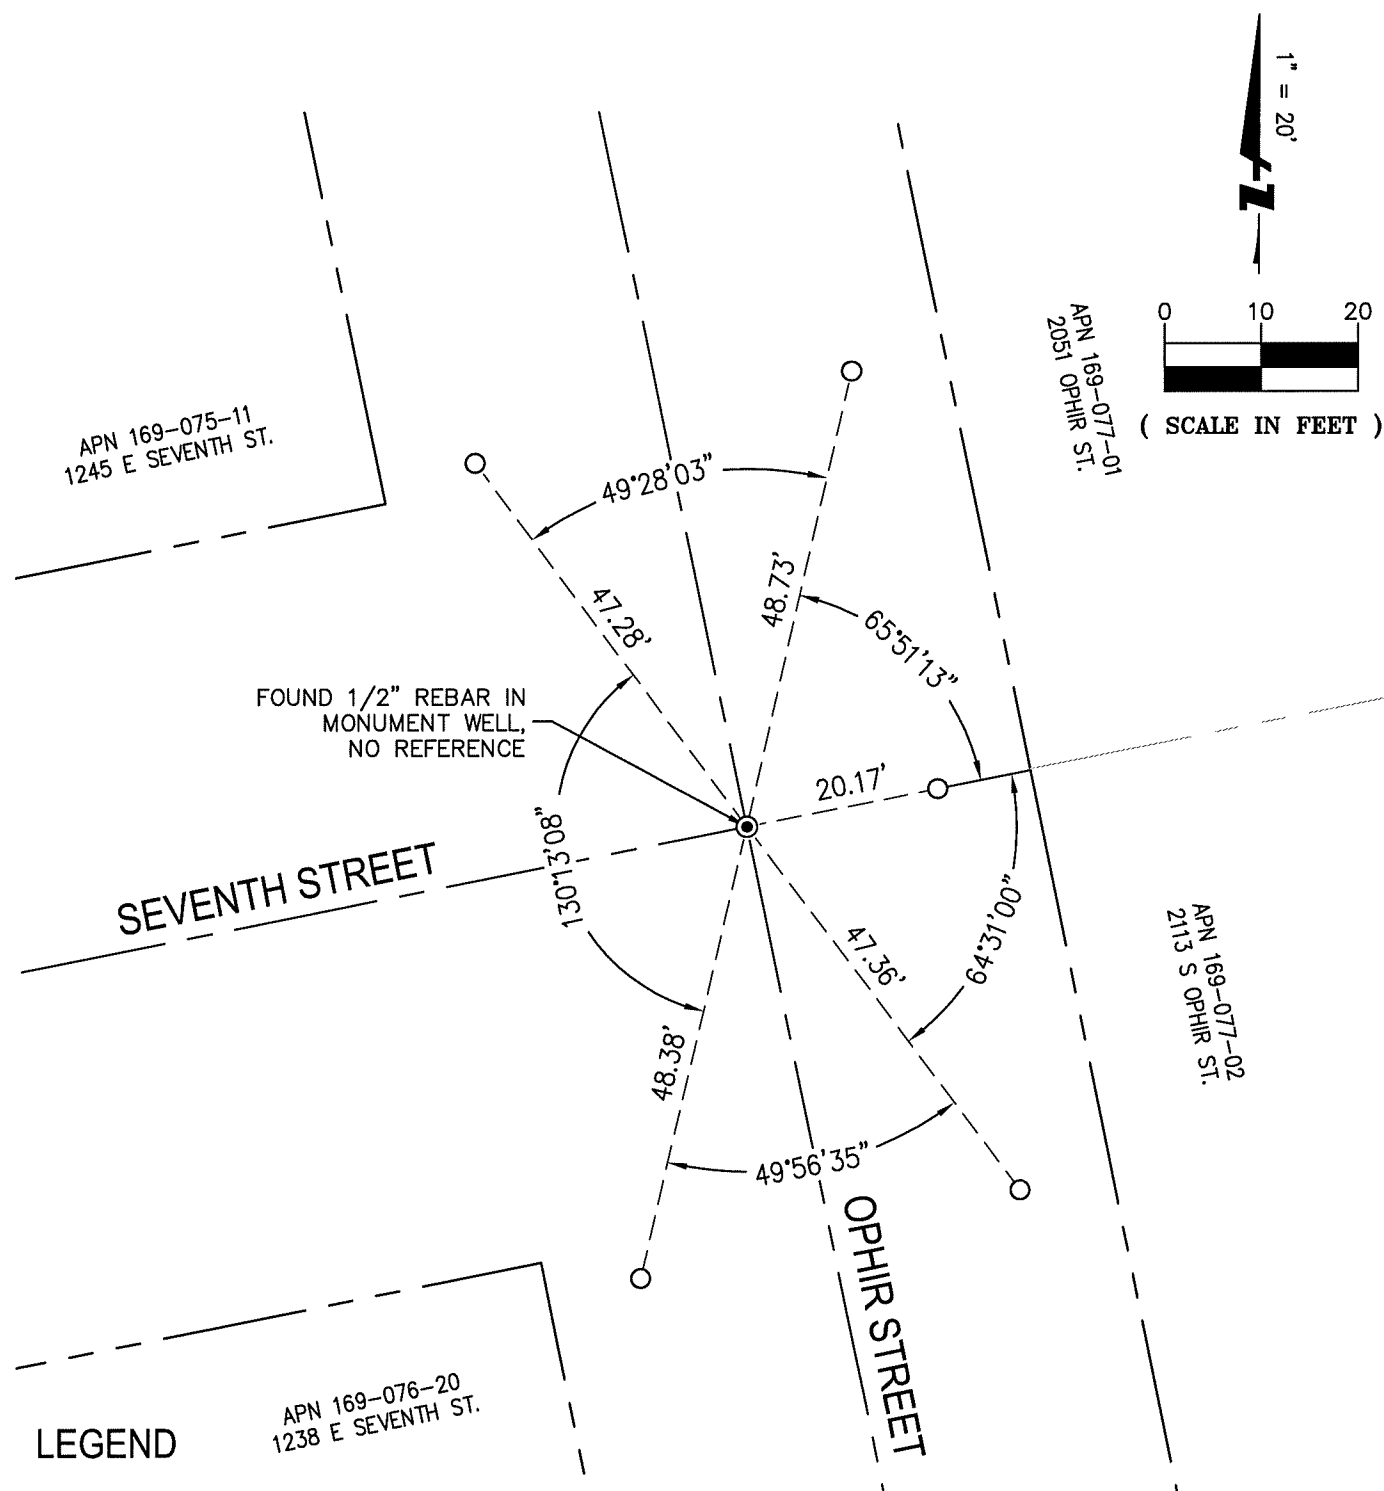 1" = 20'
Z
0 10 20
( SCALE IN FEET )
APN 169-077-01
2051 OPHIR ST.
APN 169-075-11
1245 E SEVENTH ST.
49°28'03"
48.73'
47.28'
65°51'13"
FOUND 1/2" REBAR IN
MONUMENT WELL,
NO REFERENCE
20.17'
130°13'08"
SEVENTH STREET
64°31'00"
47.36'
APN 169-077-02
2113 S OPHIR ST.
48.38'
49°56'35"
OPHIR STREET
APN 169-076-20
1238 E SEVENTH ST.
LEGEND